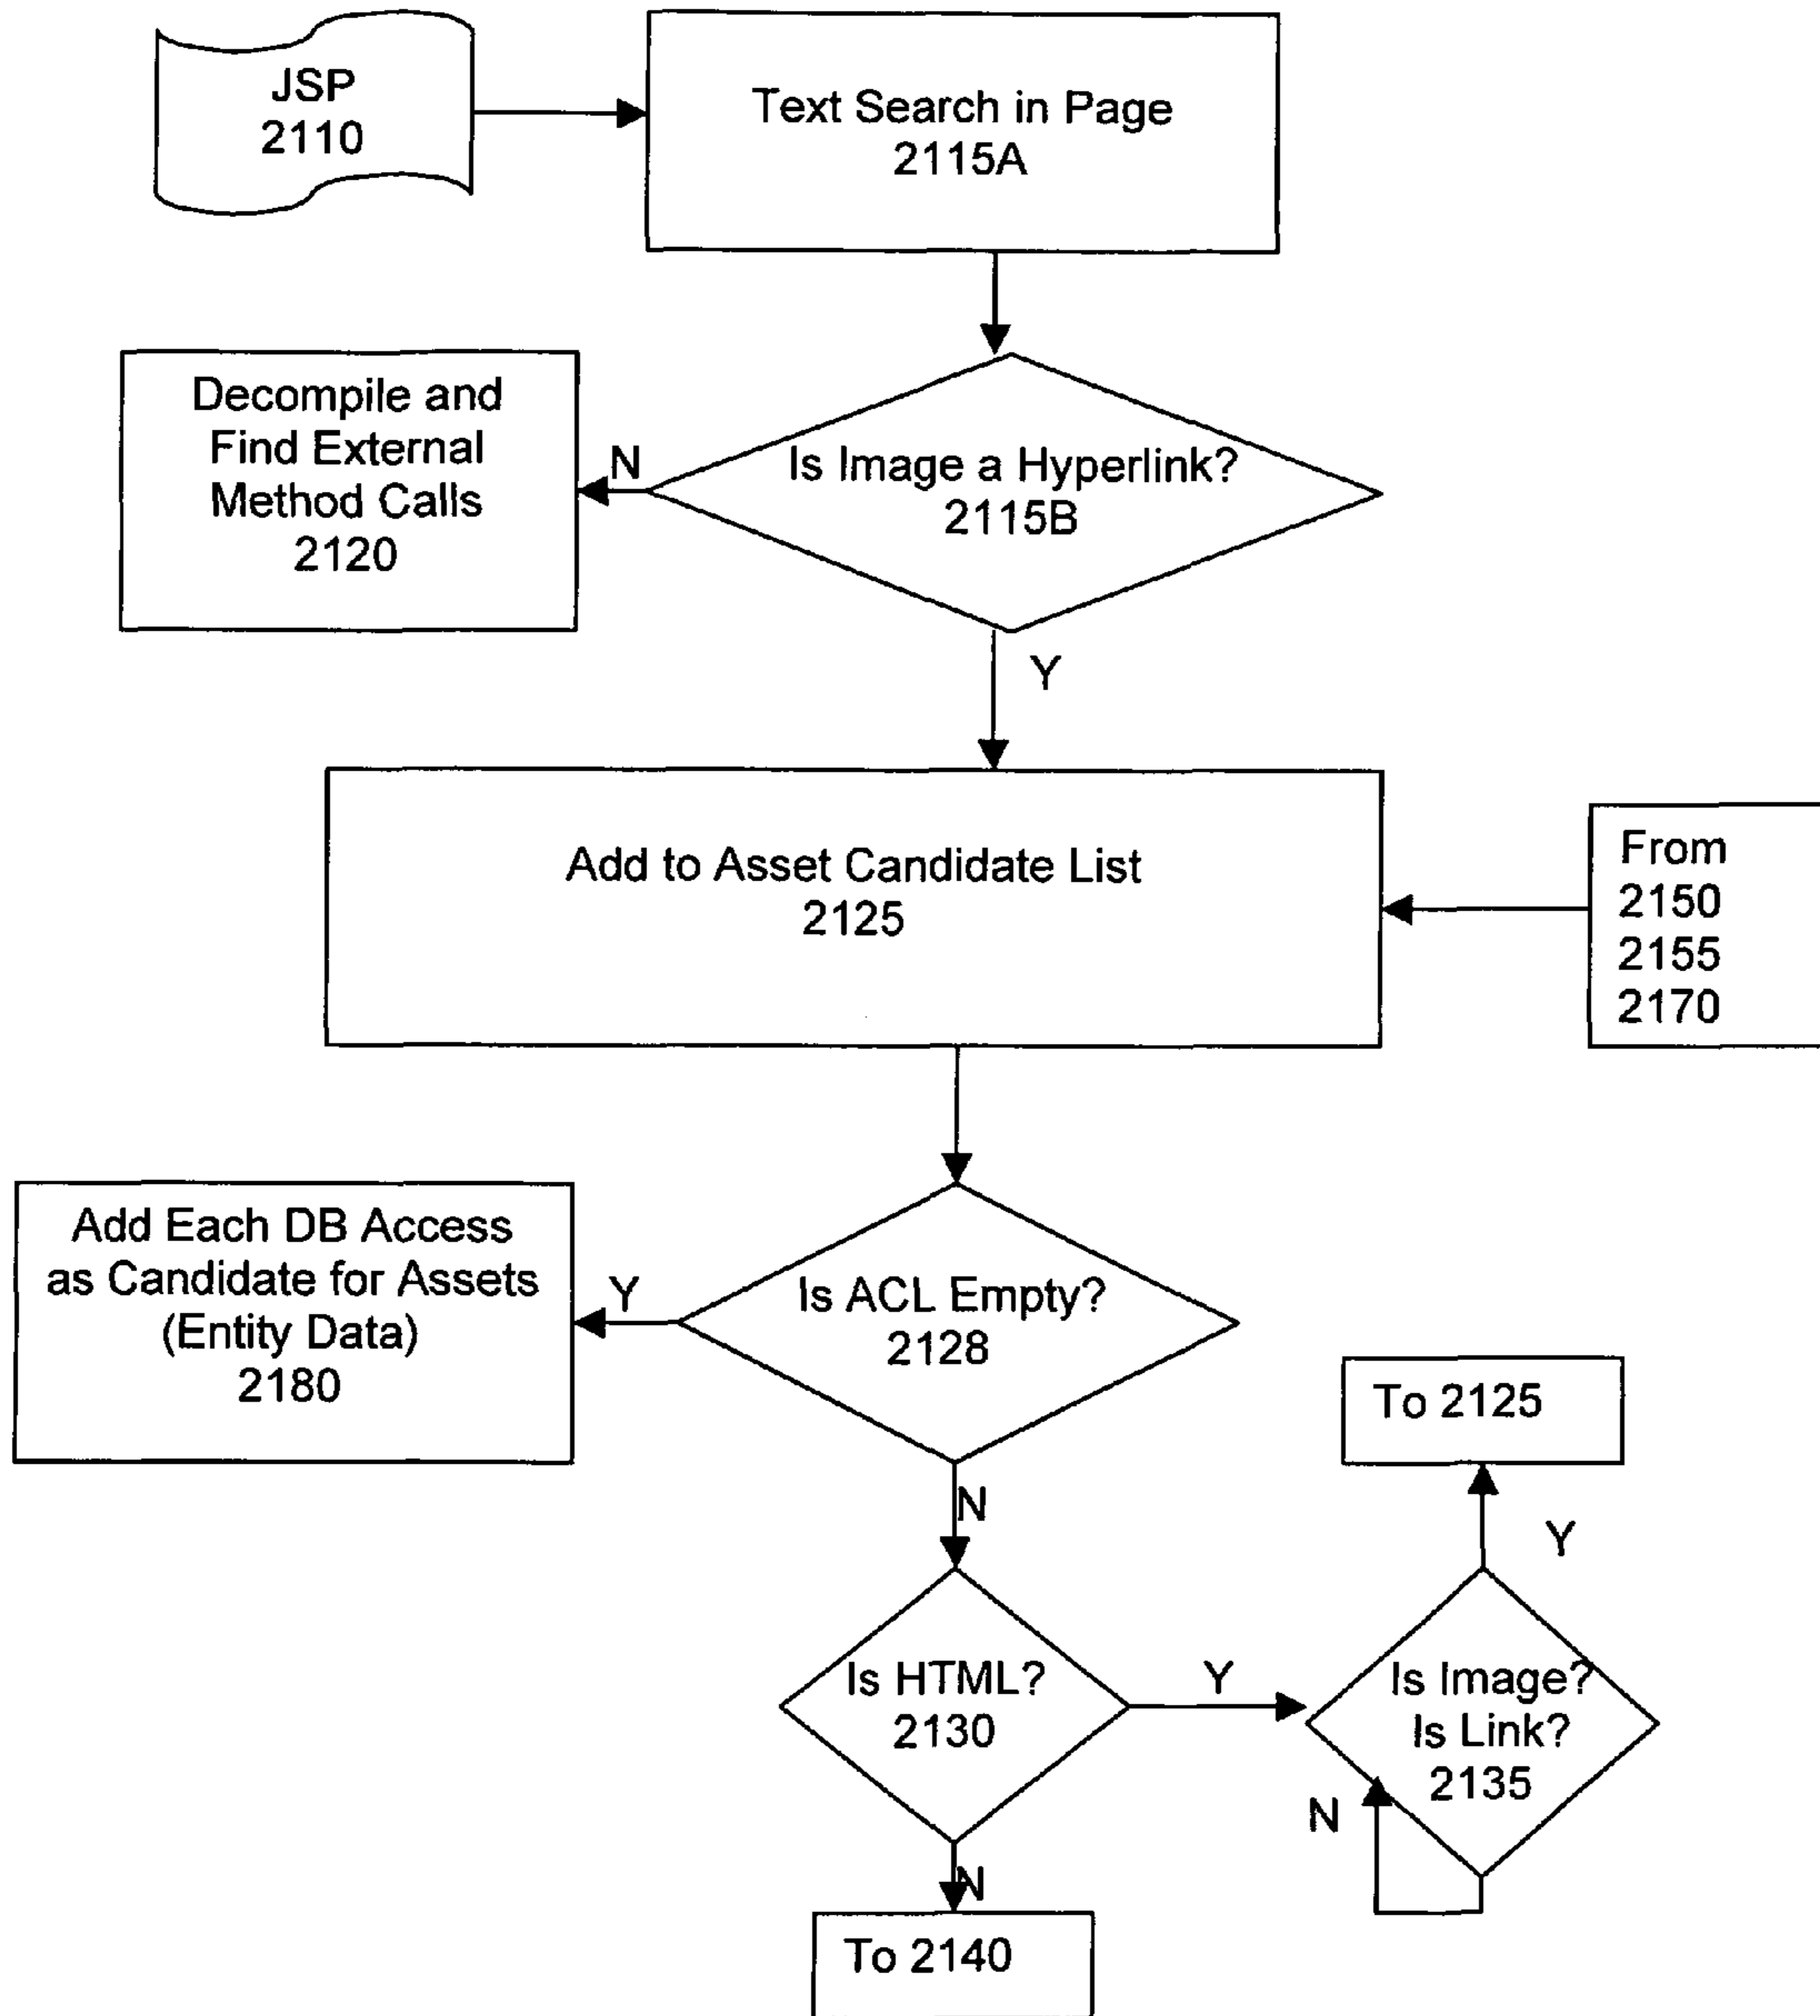 JSP
2110
Text Search in Page
2115A
Decompile and
Find External
Method Calls
2120
N
Is Image a Hyperlink?
2115B
Y
Add to Asset Candidate List
2125
From
2150
2155
2170
Add Each DB Access
as Candidate for Assets
(Entity Data)
2180
Y
Is ACL Empty?
2128
To 2125
N
Y
Is HTML?
2130
Y
Is Image?
Is Link?
2135
N
N
To 2140